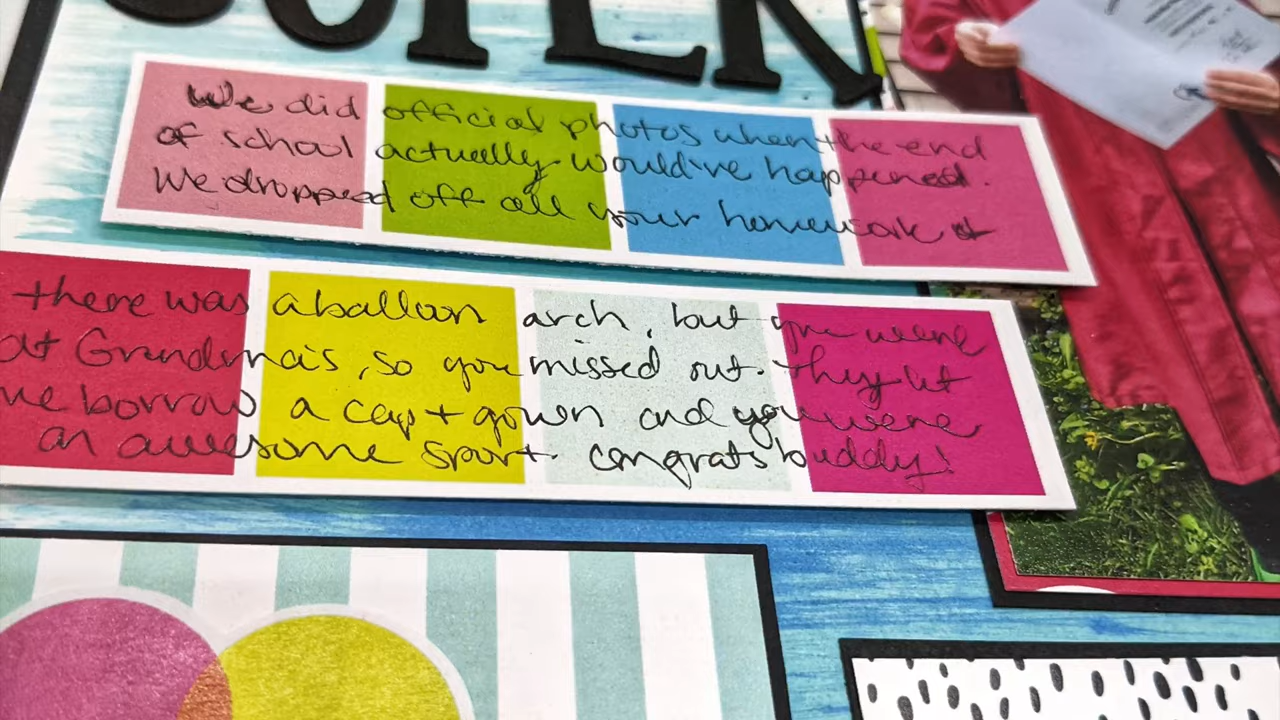 We did official photos when the end
of school actually would've happened.
We dropped off all your homework &
there was a balloon arch, but you were
at Grandma's, so you missed out. They let
me borrow a cap + gown and you were
an awesome sport. congrats buddy!